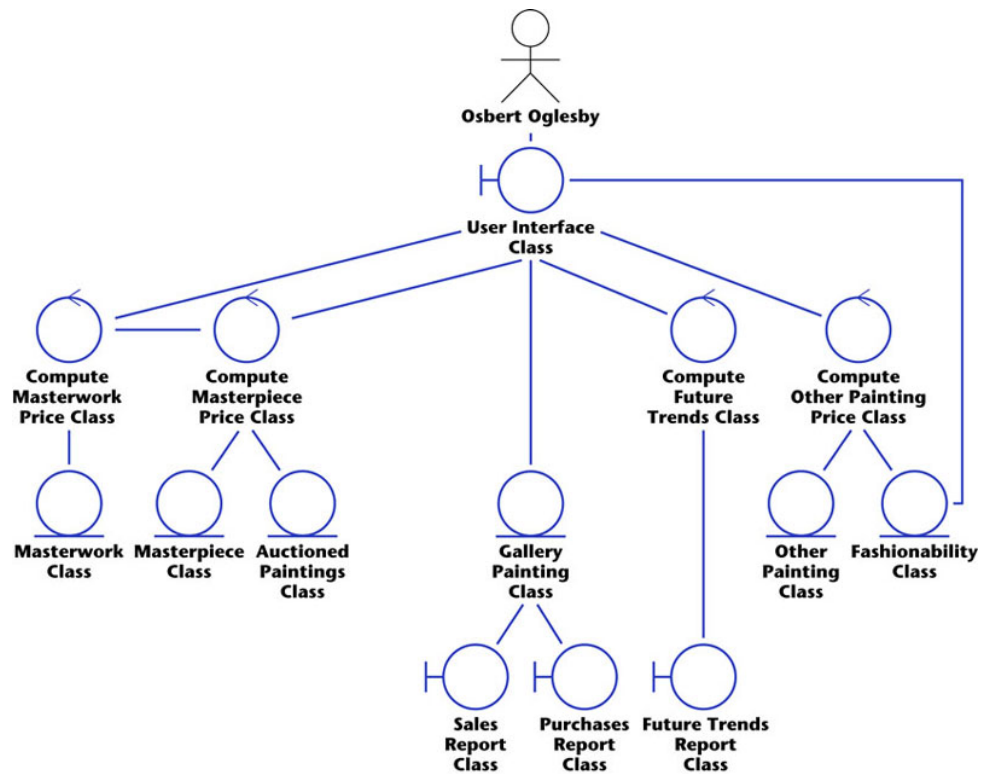 Osbert Oglesby
User Interface
Class
Compute
Masterwork
Price Class
Compute
Masterpiece
Price Class
Compute
Future
Trends Class
Compute
Other Painting
Price Class
Masterwork
Class
Masterpiece
Class
Auctioned
Paintings
Class
Gallery
Painting
Class
Other
Painting
Class
Fashionability
Class
Sales
Report
Class
Purchases
Report
Class
Future Trends
Report
Class